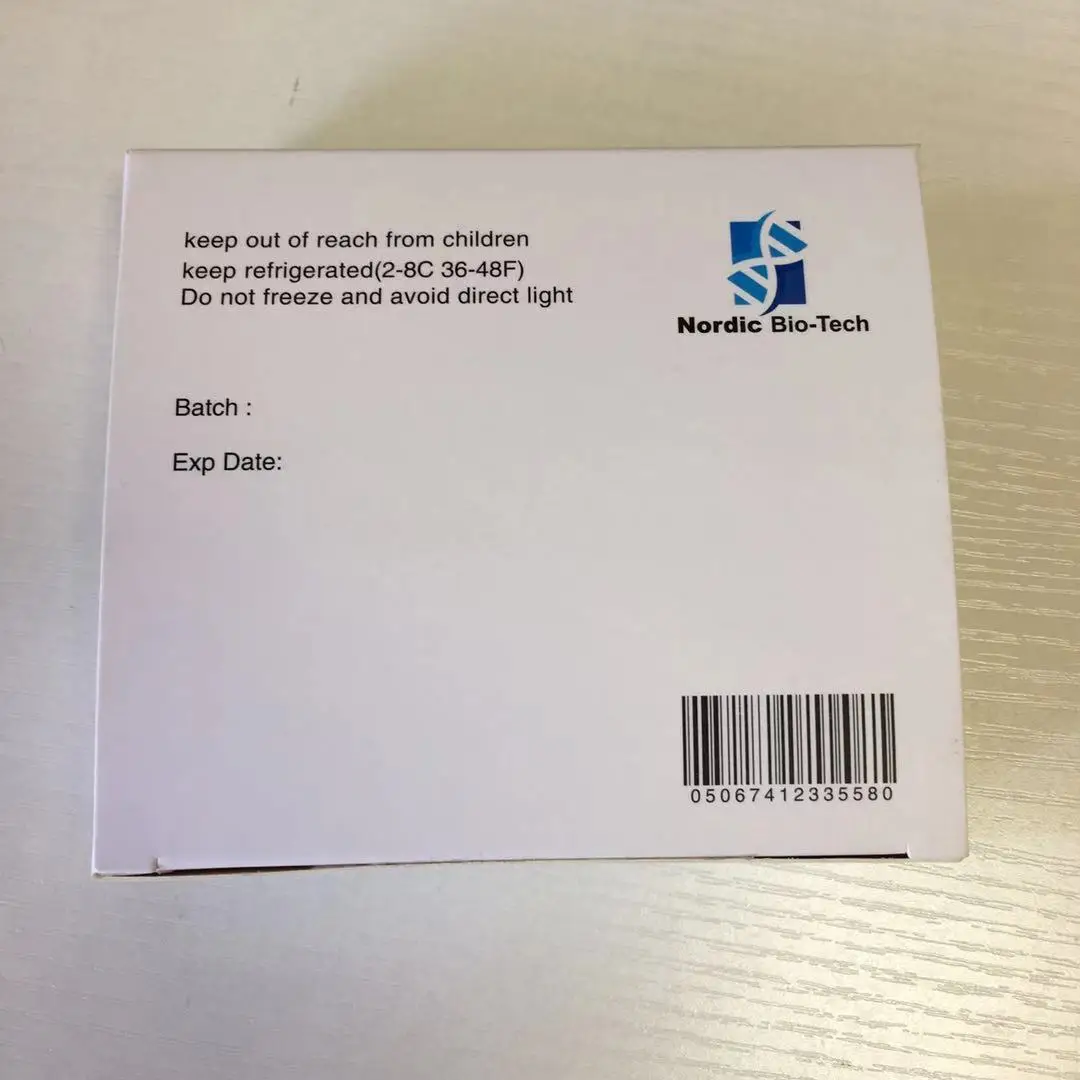 keep out of reach from children
keep refrigerated(2-8C 36-48F)
Do not freeze and avoid direct light
Nordic Bio-Tech
Batch :
Exp Date:
05067412335580